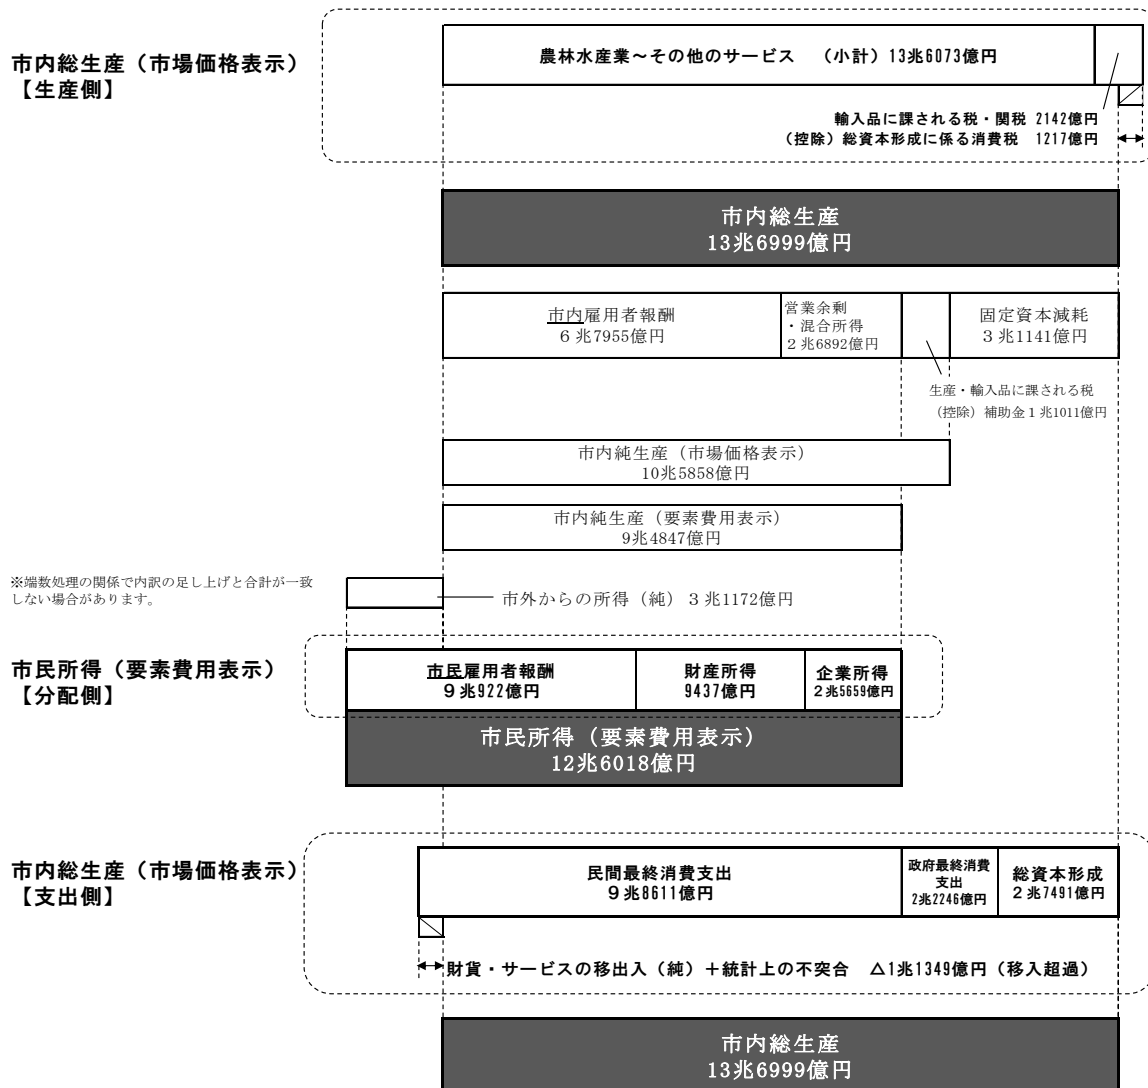 市内総生産（市場価格表示）
【生産側】
農林水産業～その他のサービス　（小計）13兆6073億円
輸入品に課される税・関税 2142億円
（控除）総資本形成に係る消費税　1217億円
市内総生産
13兆6999億円
市内雇用者報酬
６兆7955億円
営業余剰
・混合所得
２兆6892億円
固定資本減耗
３兆1141億円
生産・輸入品に課される税
（控除）補助金１兆1011億円
市内純生産（市場価格表示）
10兆5858億円
市内純生産（要素費用表示）
9兆4847億円
※端数処理の関係で内訳の足し上げと合計が一致
しない場合があります。
市外からの所得（純）３兆1172億円
市民所得（要素費用表示）
【分配側】
市民雇用者報酬
９兆922億円
財産所得
9437億円
企業所得
２兆5659億円
市民所得（要素費用表示）
12兆6018億円
市内総生産（市場価格表示）
【支出側】
民間最終消費支出
９兆8611億円
政府最終消費
支出
2兆2246億円
総資本形成
２兆7491億円
財貨・サービスの移出入（純）＋統計上の不突合　△1兆1349億円（移入超過）
市内総生産
13兆6999億円